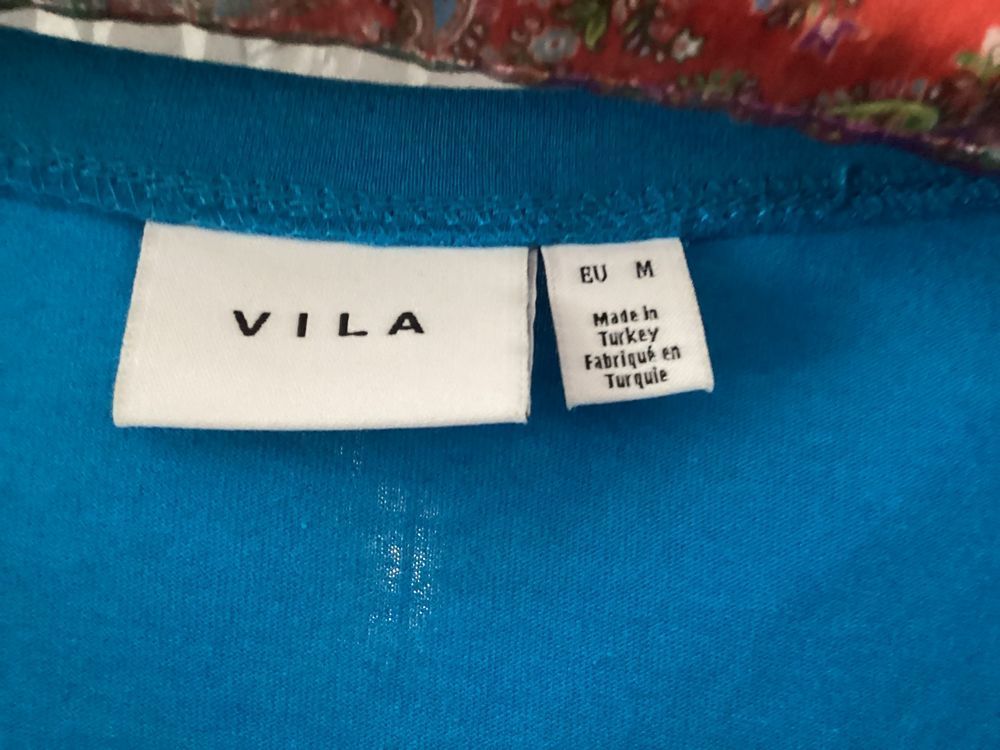 VILA
EU M
Made in
Turkey
Fabriqué en
Turquie